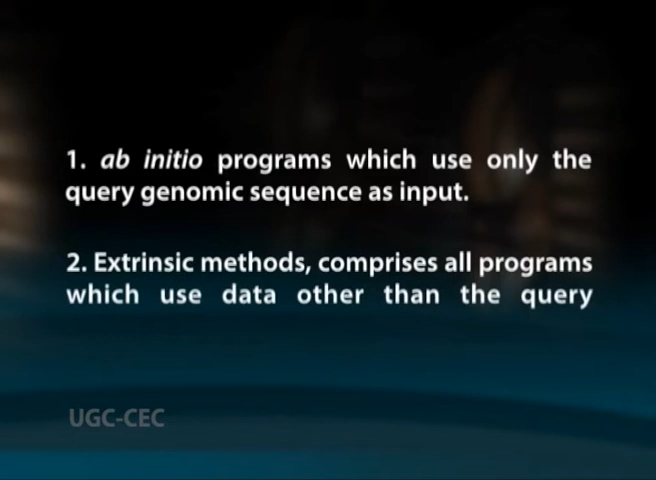 1. ab initio programs which use only the
query genomic sequence as input.
2. Extrinsic methods, comprises all programs
which use data other than the query
UGC-CEC